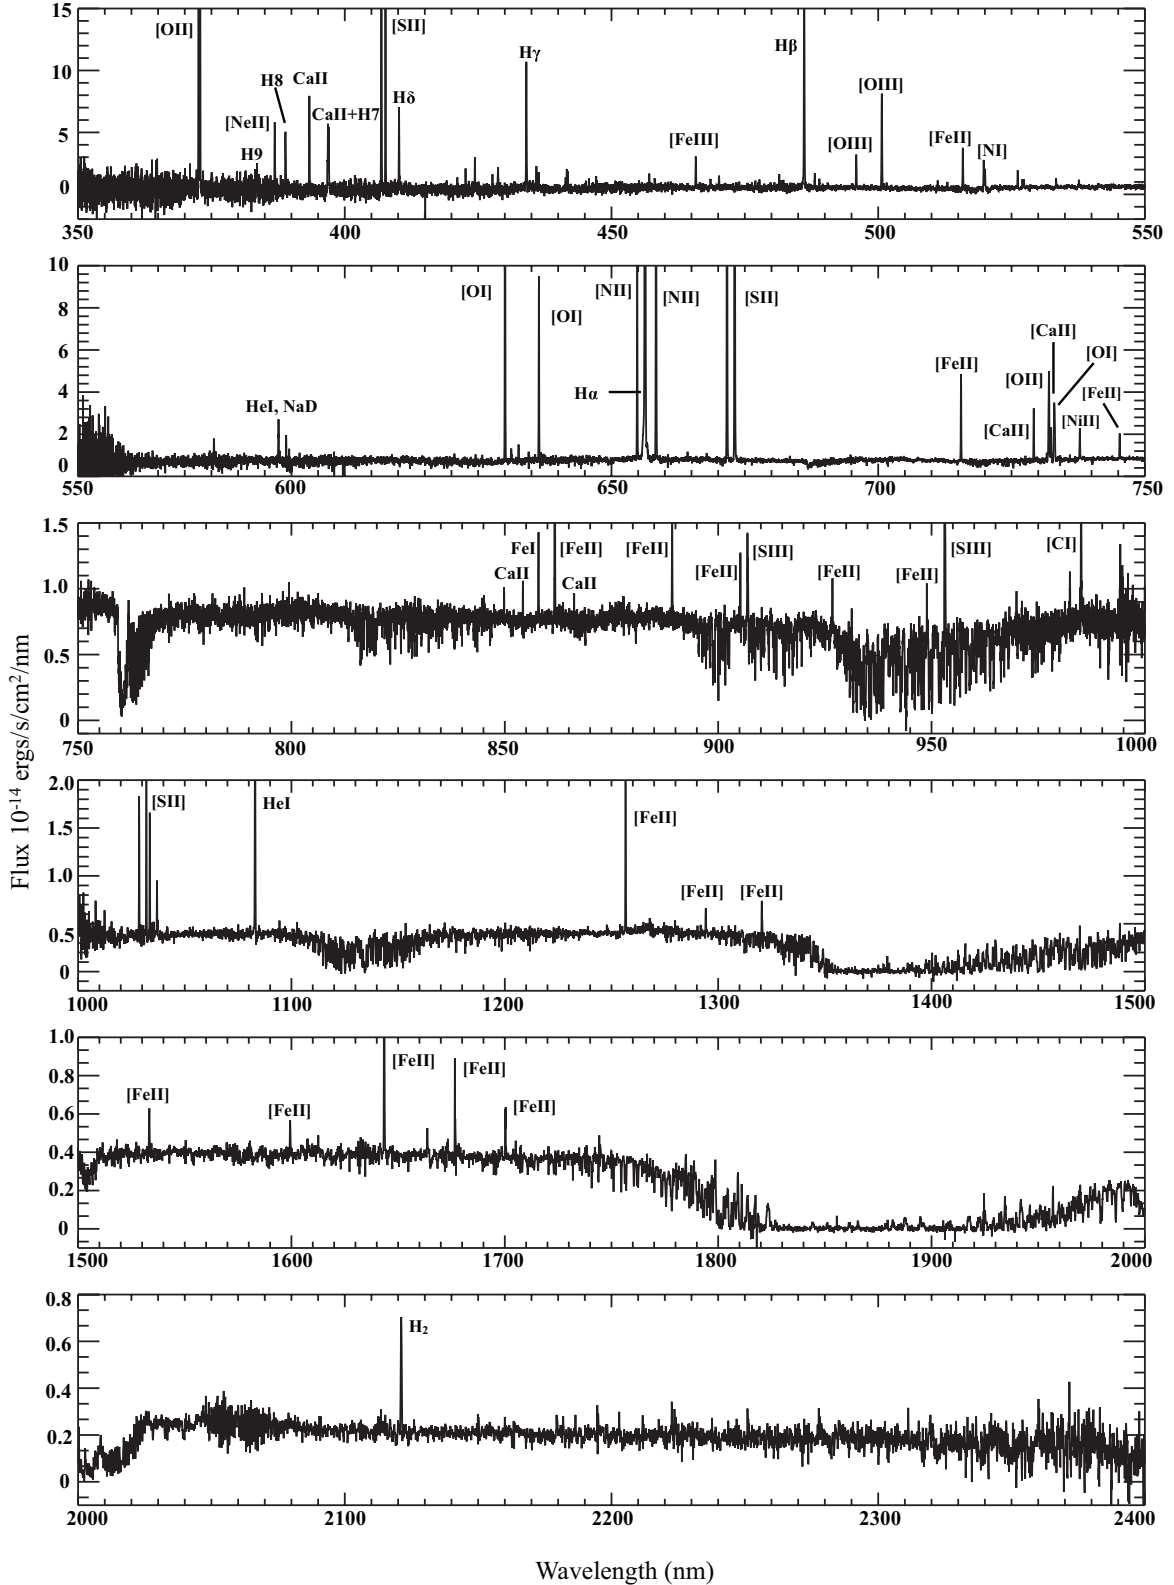 15
10
5
0
[OII]
[SII]
H8
CaII
[NeII]
H9
CaII+H7
Hδ
Hγ
[FeIII]
Hβ
[OIII]
[OIII]
[FeII]
[NI]
350 400 450 500 550
10
8
6
4
2
0
HeI, NaD
[OI]
[OI]
[NII]
Hα
[NII]
[SII]
[FeII]
[CaII]
[OII]
[CaII]
[OI]
[NiII]
[FeII]
550 600 650 700 750
1.5
1.0
0.5
0
CaII
FeI
[FeII]
CaII
[FeII]
[FeII]
[SIII]
[FeII]
[FeII]
[SIII]
[CI]
750 800 850 900 950 1000
Flux 10-14 ergs/s/cm2/nm
2.0
1.5
1.0
0.5
0
[SII]
HeI
[FeII]
[FeII]
[FeII]
1000 1100 1200 1300 1400 1500
1.0
0.8
0.6
0.4
0.2
0
[FeII]
[FeII]
[FeII]
[FeII]
[FeII]
1500 1600 1700 1800 1900 2000
0.8
0.6
0.4
0.2
0
H2
2000 2100 2200 2300 2400
Wavelength (nm)